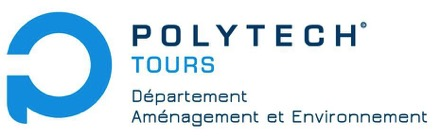 POLYTECH®
TOURS
Département
Aménagement et Environnement